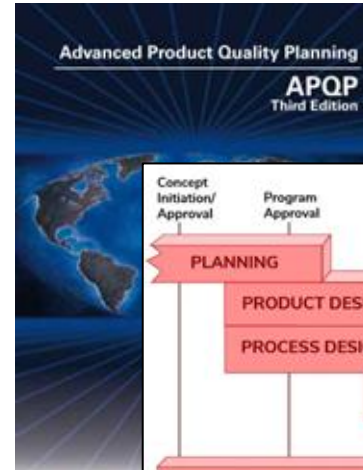 Advanced Product Quality Planning
APQP
Third Edition
Concept
Initiation/
Approval
Program
Approval
PLANNING
PRODUCT DES
PROCESS DESI